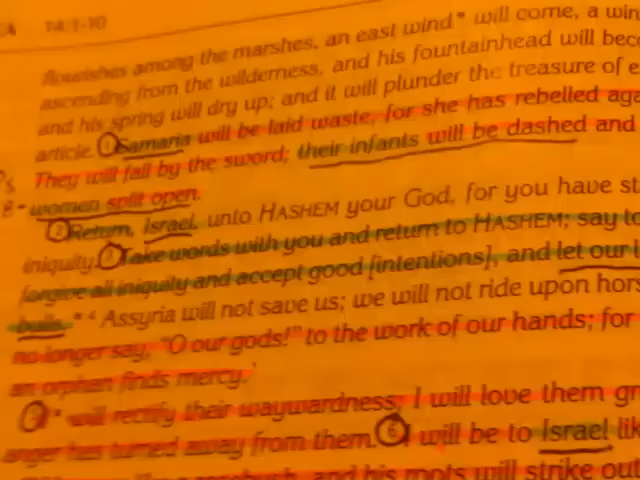 14:1-10
flourishes among the marshes, an east wind* will come, a win
ascending from the wilderness, and his fountainhead will bec
and his spring will dry up; and it will plunder the treasure of e
article. 1 Samaria will be laid waste, for she has rebelled aga
They will fall by the sword; their infants will be dashed and
women split open.
2 Return, Israel, unto HASHEM your God, for you have st
iniquity. 3 Take words with you and return to HASHEM; say to
forgive all iniquity and accept good [intentions], and let our l
bulls.* 4 Assyria will not save us; we will not ride upon hors
no longer say, "O our gods!" to the work of our hands; for
an orphan finds mercy.'
5 * will rectify their waywardness; I will love them gr
anger has turned away from them. 6 I will be to Israel lik
and his roots will strike out